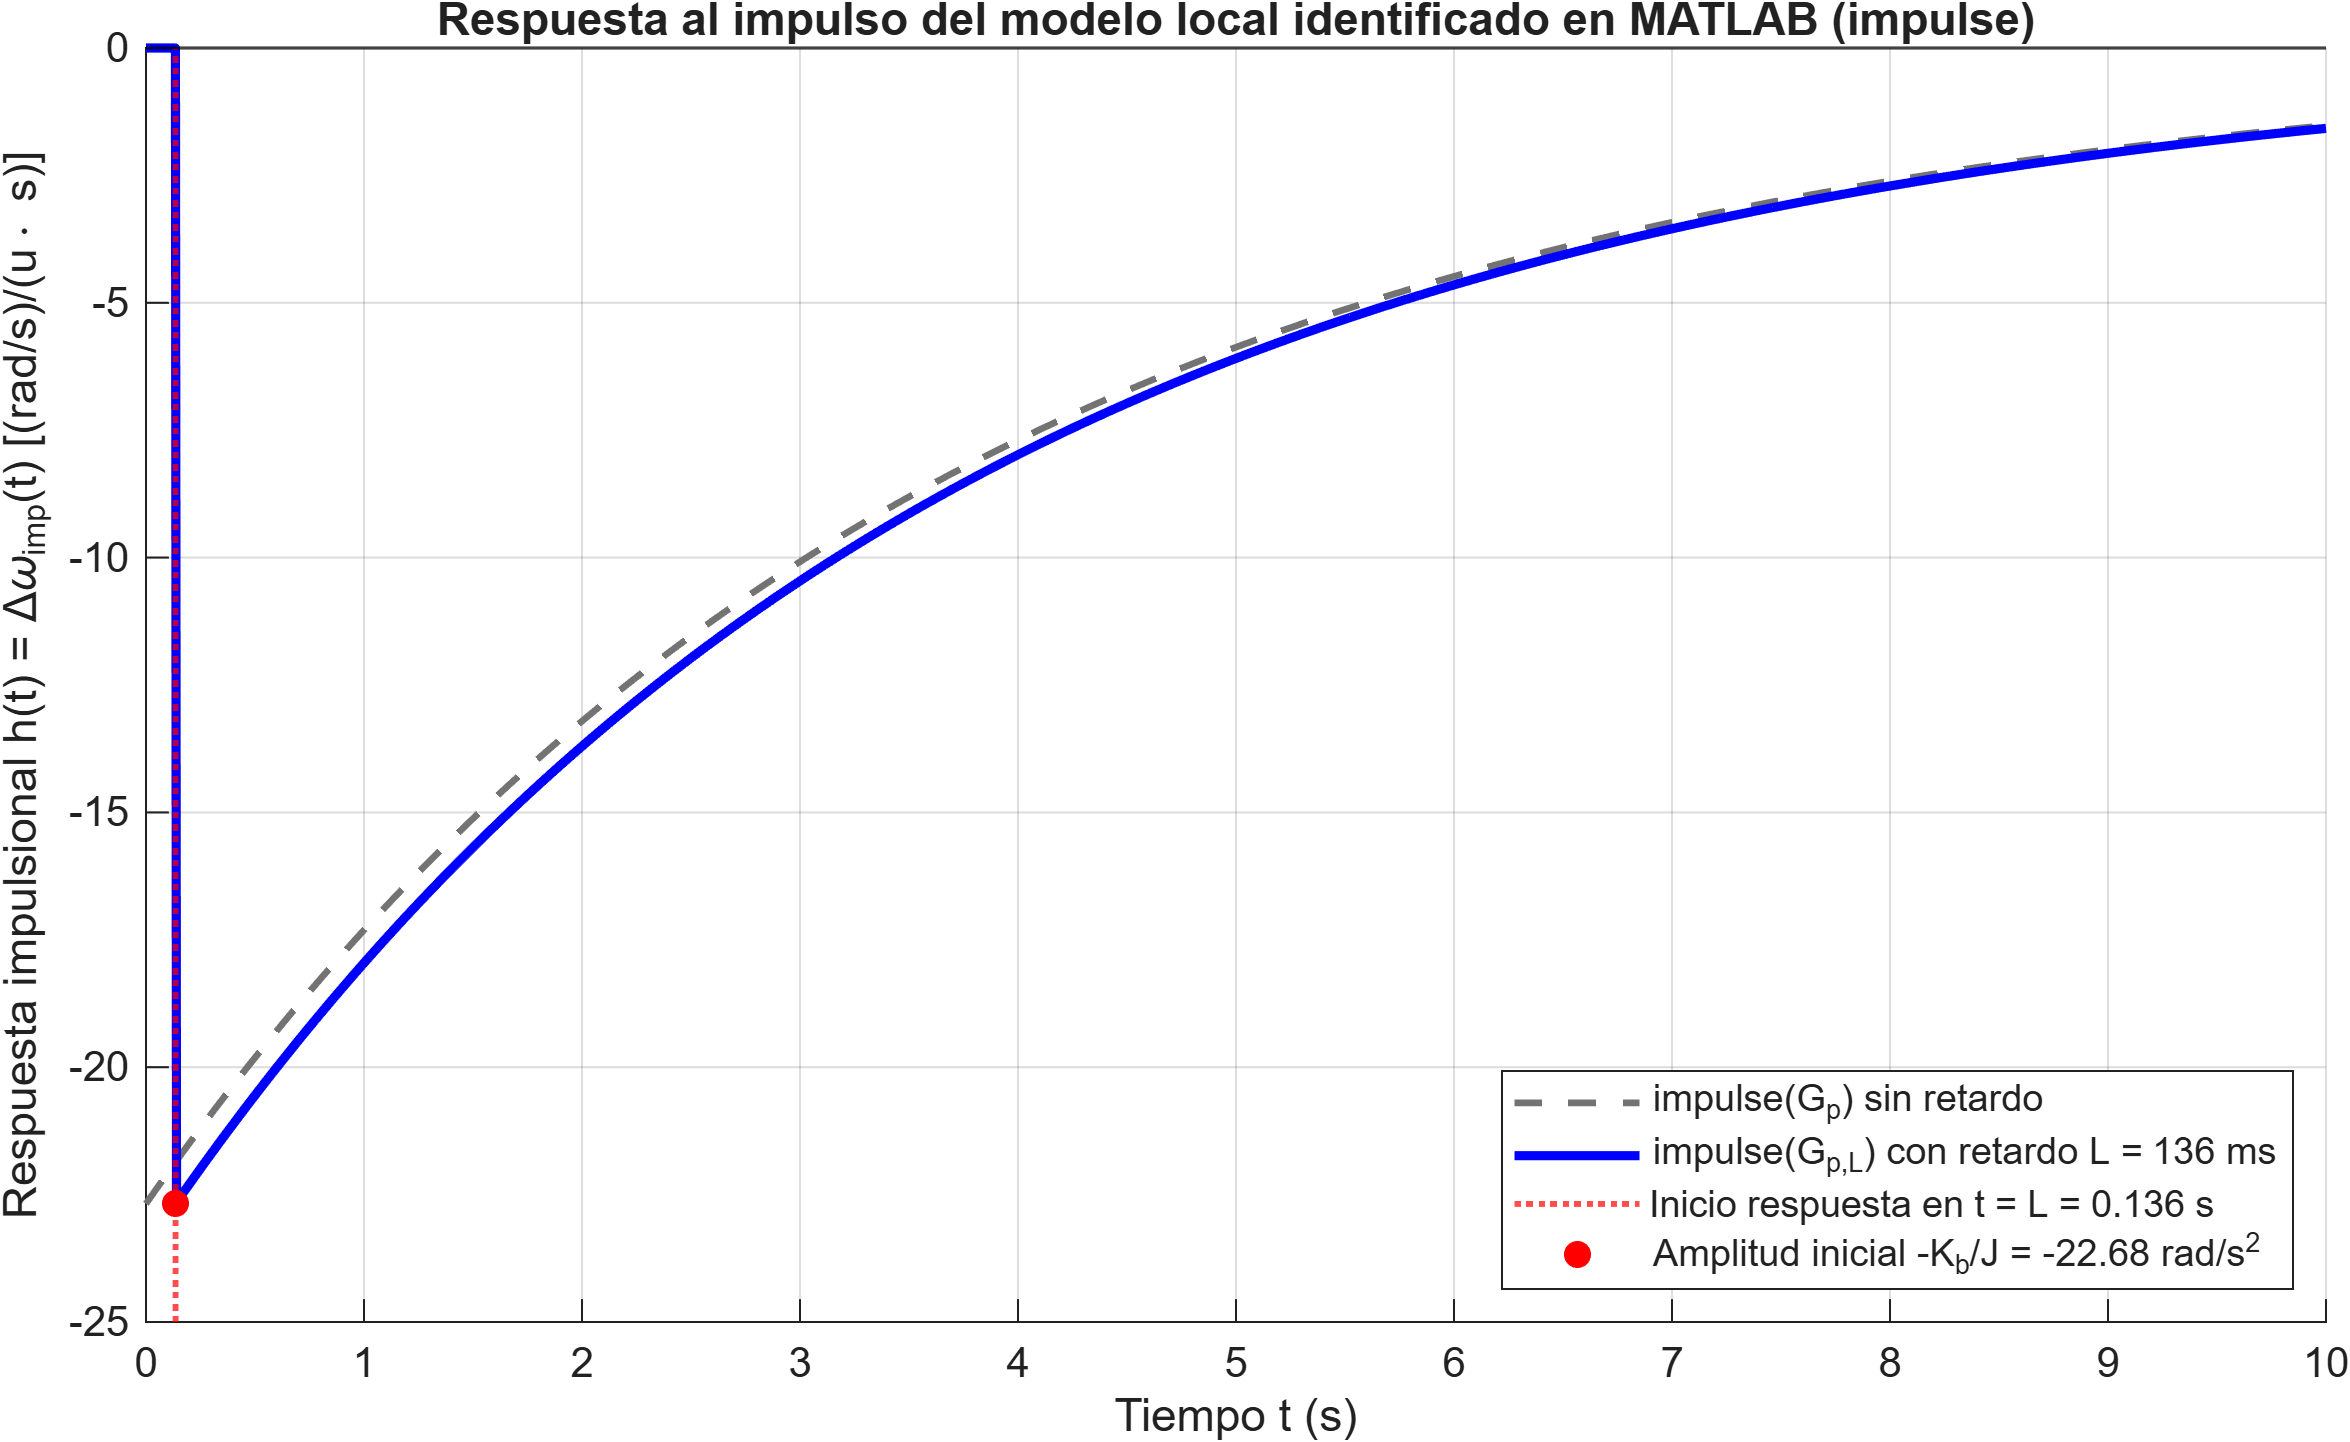 Respuesta al impulso del modelo local identificado en MATLAB (impulse)
Respuesta impulsional h(t) = Δω_imp(t) [(rad/s)/(u · s)]
0
-5
-10
-15
-20
-25
0 1 2 3 4 5 6 7 8 9 10
Tiempo t (s)
impulse(G_p) sin retardo
impulse(G_p,L) con retardo L = 136 ms
Inicio respuesta en t = L = 0.136 s
Amplitud inicial -K_b/J = -22.68 rad/s²